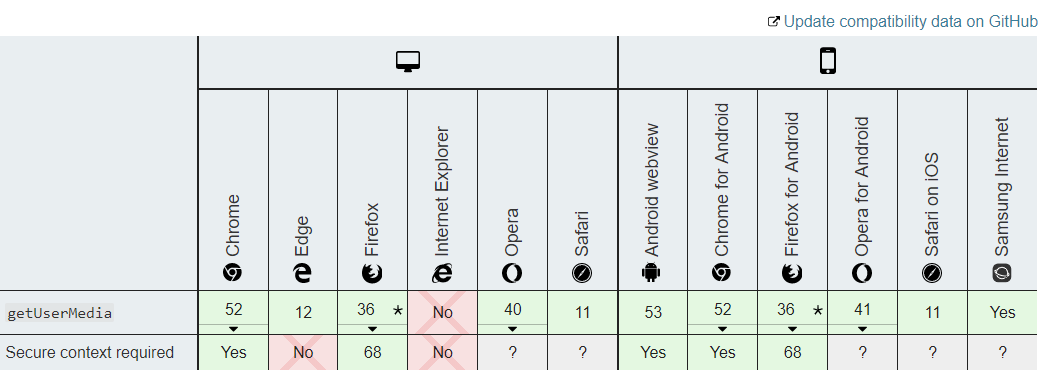 Update compatibility data on GitHub
Chrome
Edge
Firefox
Internet Explorer
Opera
Safari
Android webview
Chrome for Android
Firefox for Android
Opera for Android
Safari on iOS
Samsung Internet
getUserMedia 52 12 36 * No 40 11 53 52 36 * 41 11 Yes
Secure context required Yes No 68 No ? ? Yes Yes 68 ? ? ?